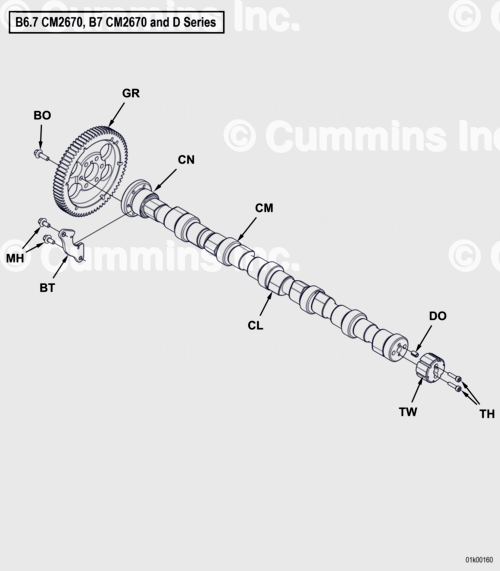 B6.7 CM2670, B7 CM2670 and D Series
© Cummins Inc.
GR
BO
© Cummins Inc.
CN
CM
MH
BT
© Cummins Inc.
CL
DO
TW
TH
01k00160